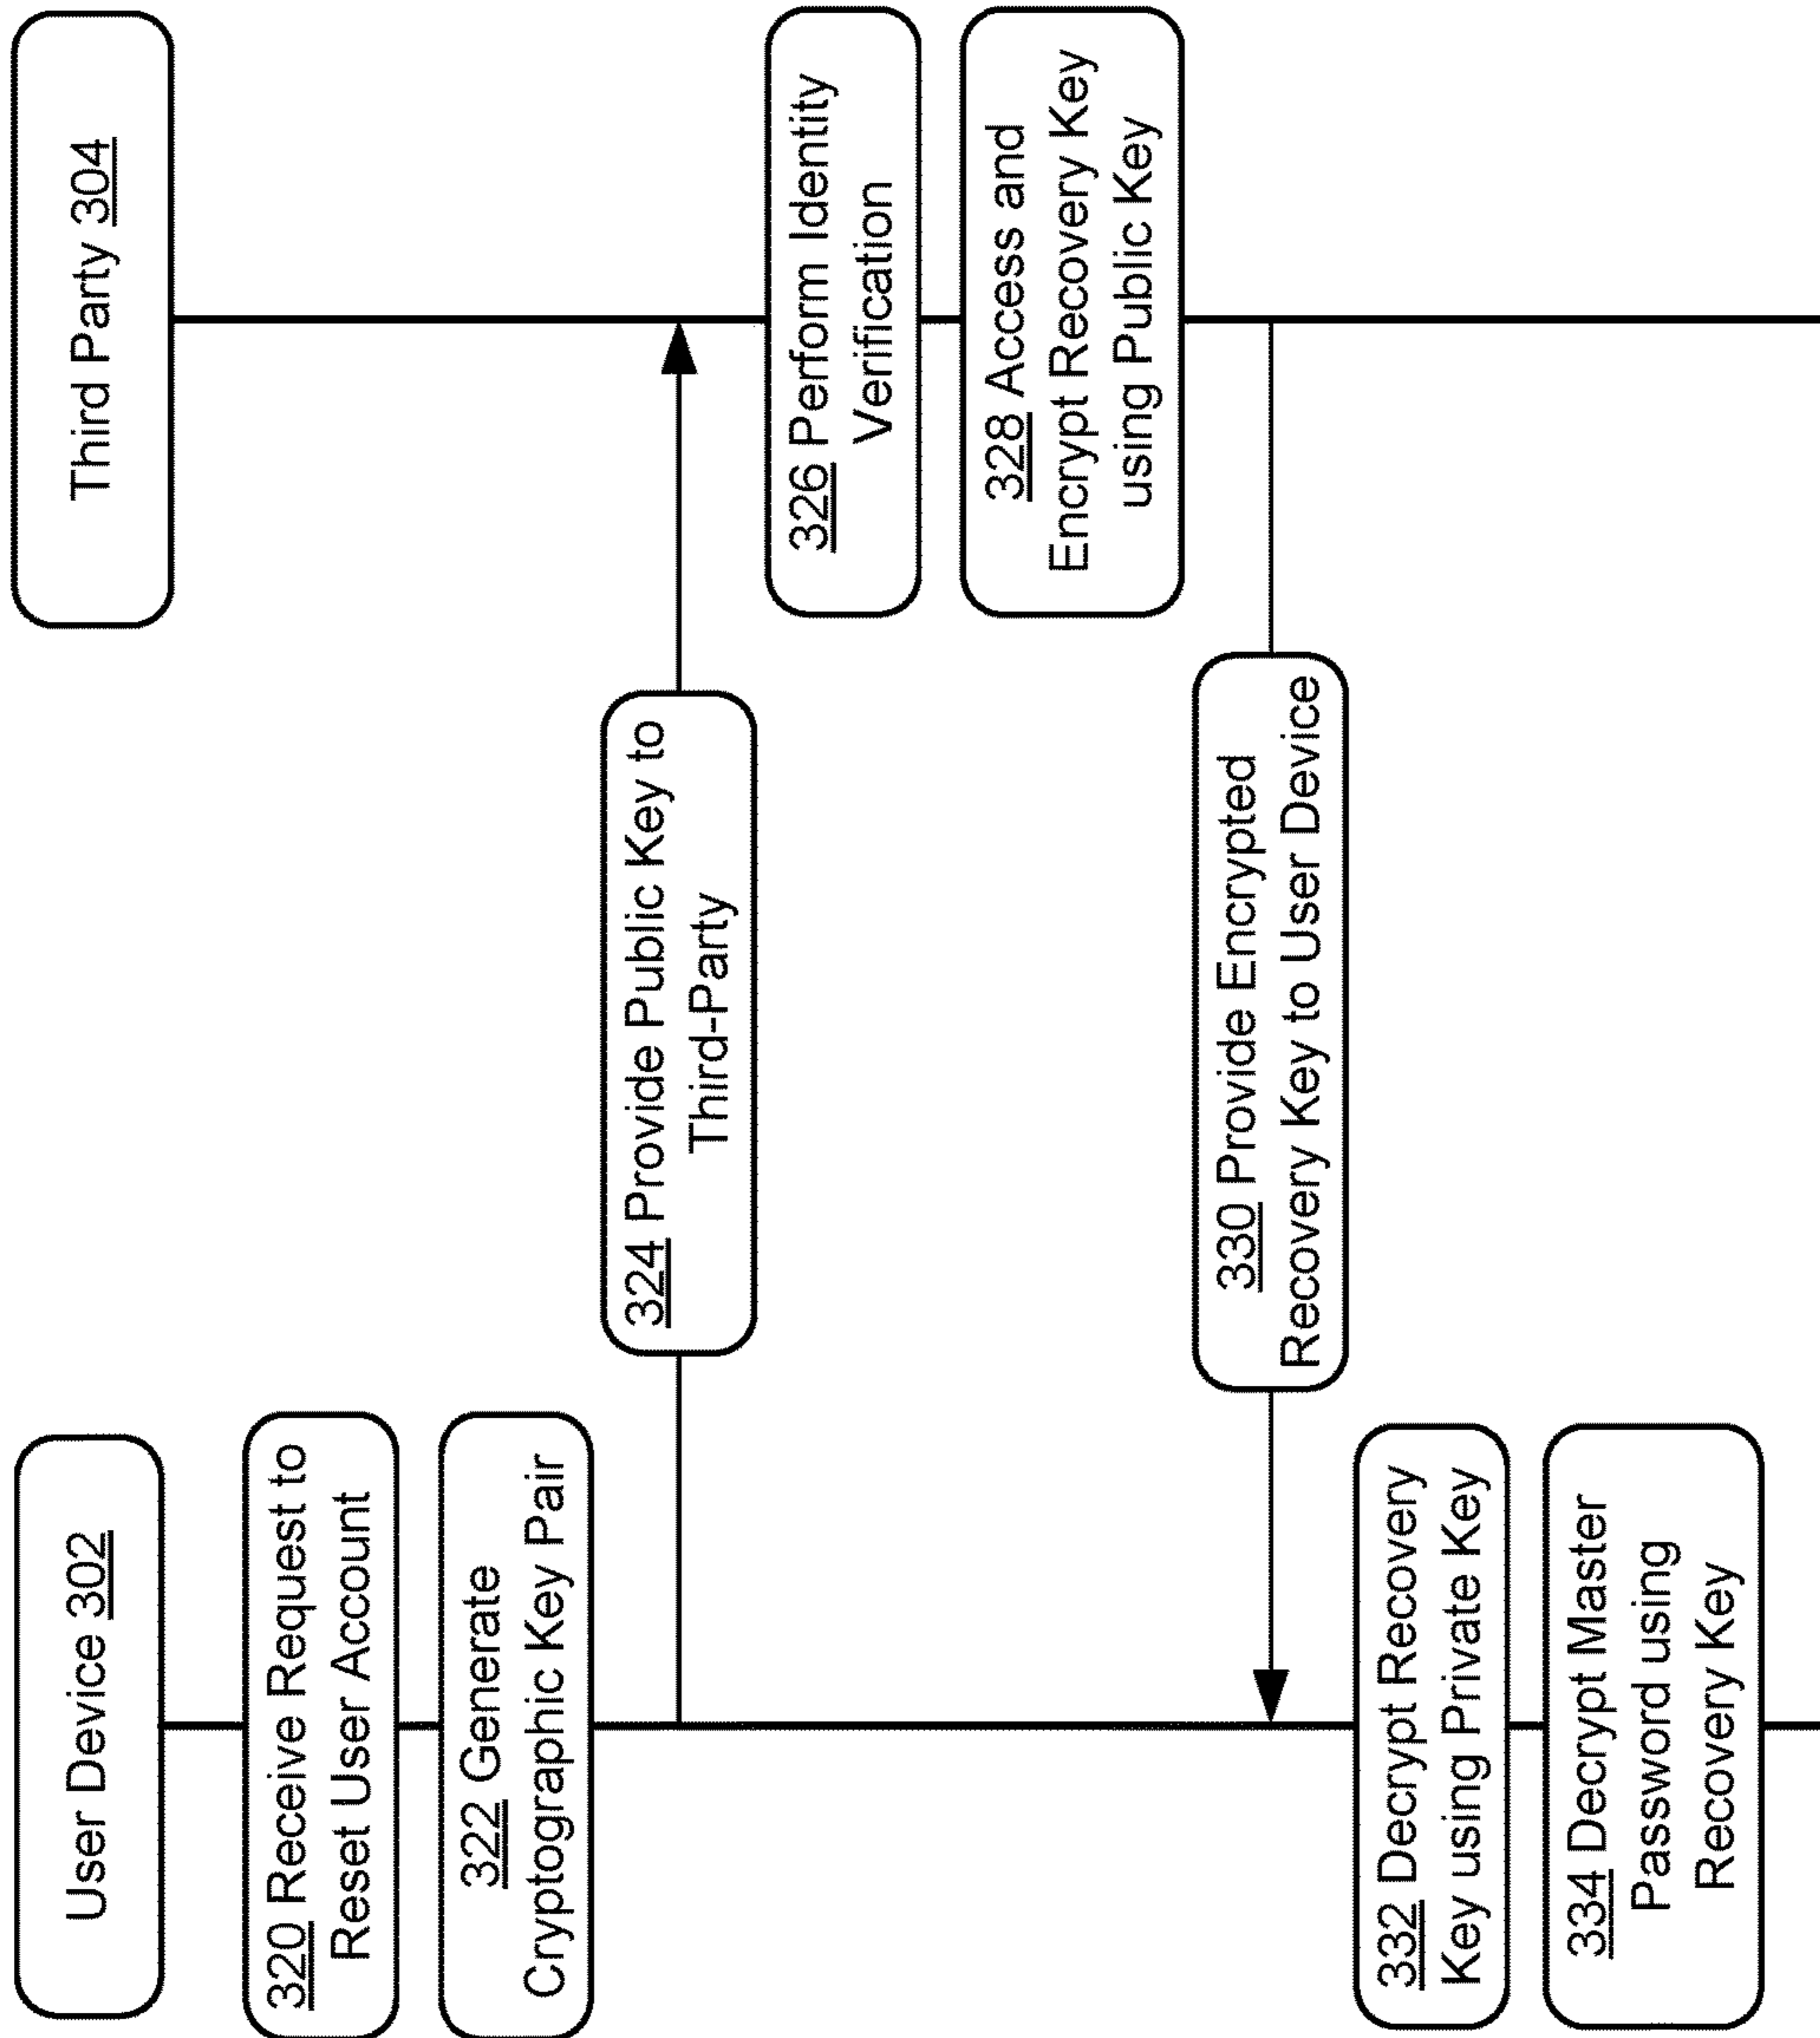 User Device 302
Third Party 304
320 Receive Request to
Reset User Account
322 Generate
Cryptographic Key Pair
324 Provide Public Key to
Third-Party
326 Perform Identity
Verification
328 Access and
Encrypt Recovery Key
using Public Key
330 Provide Encrypted
Recovery Key to User Device
332 Decrypt Recovery
Key using Private Key
334 Decrypt Master
Password using
Recovery Key